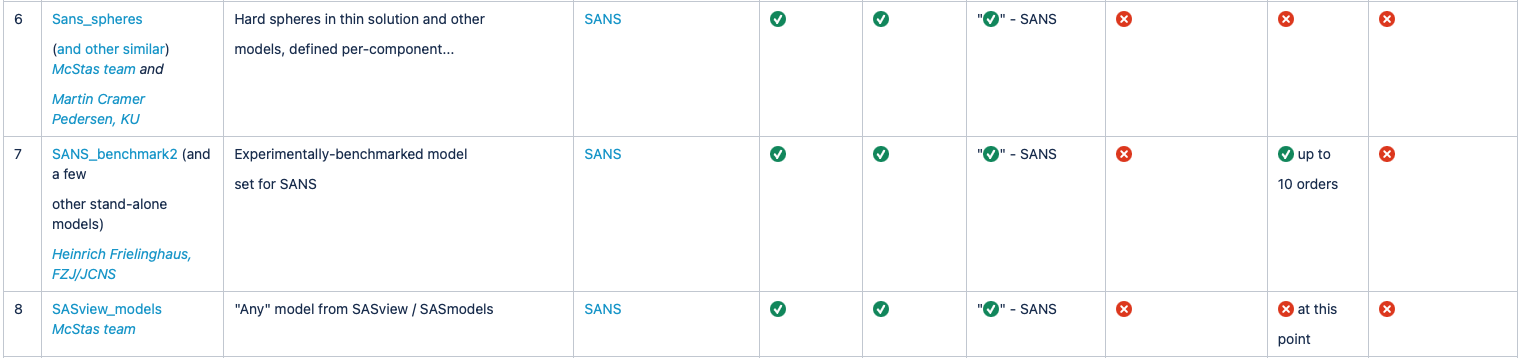 6
Sans_spheres
(and other similar)
McStas team and
Martin Cramer
Pedersen, KU
Hard spheres in thin solution and other
models, defined per-component...
SANS
"✓" - SANS
7
SANS_benchmark2 (and
a few
other stand-alone
models)
Heinrich Frielinghaus,
FZJ/JCNS
Experimentally-benchmarked model
set for SANS
SANS
"✓" - SANS
up to
10 orders
8
SASview_models
McStas team
"Any" model from SASview / SASmodels
SANS
"✓" - SANS
at this
point